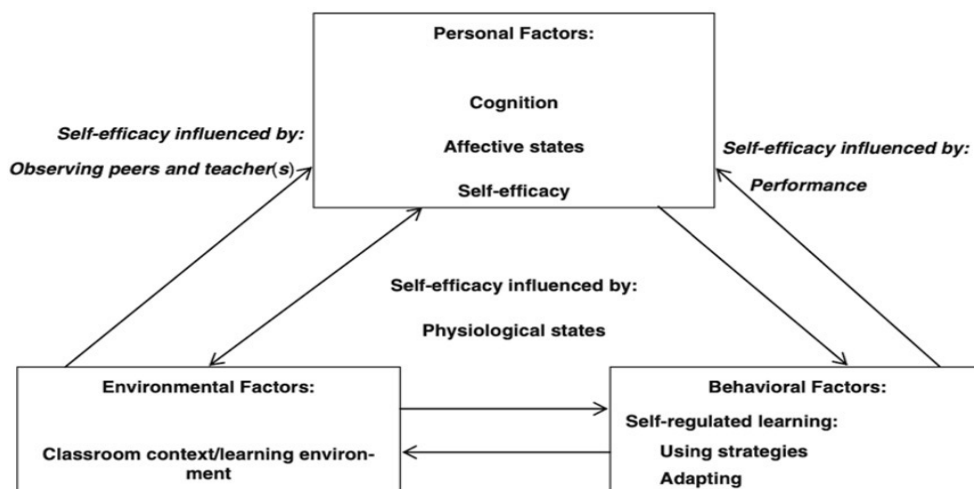 Personal Factors:
Cognition
Affective states
Self-efficacy
Self-efficacy influenced by:
Observing peers and teacher(s)
Self-efficacy influenced by:
Performance
Self-efficacy influenced by:
Physiological states
Environmental Factors:
Classroom context/learning environ-
ment
Behavioral Factors:
Self-regulated learning:
Using strategies
Adapting